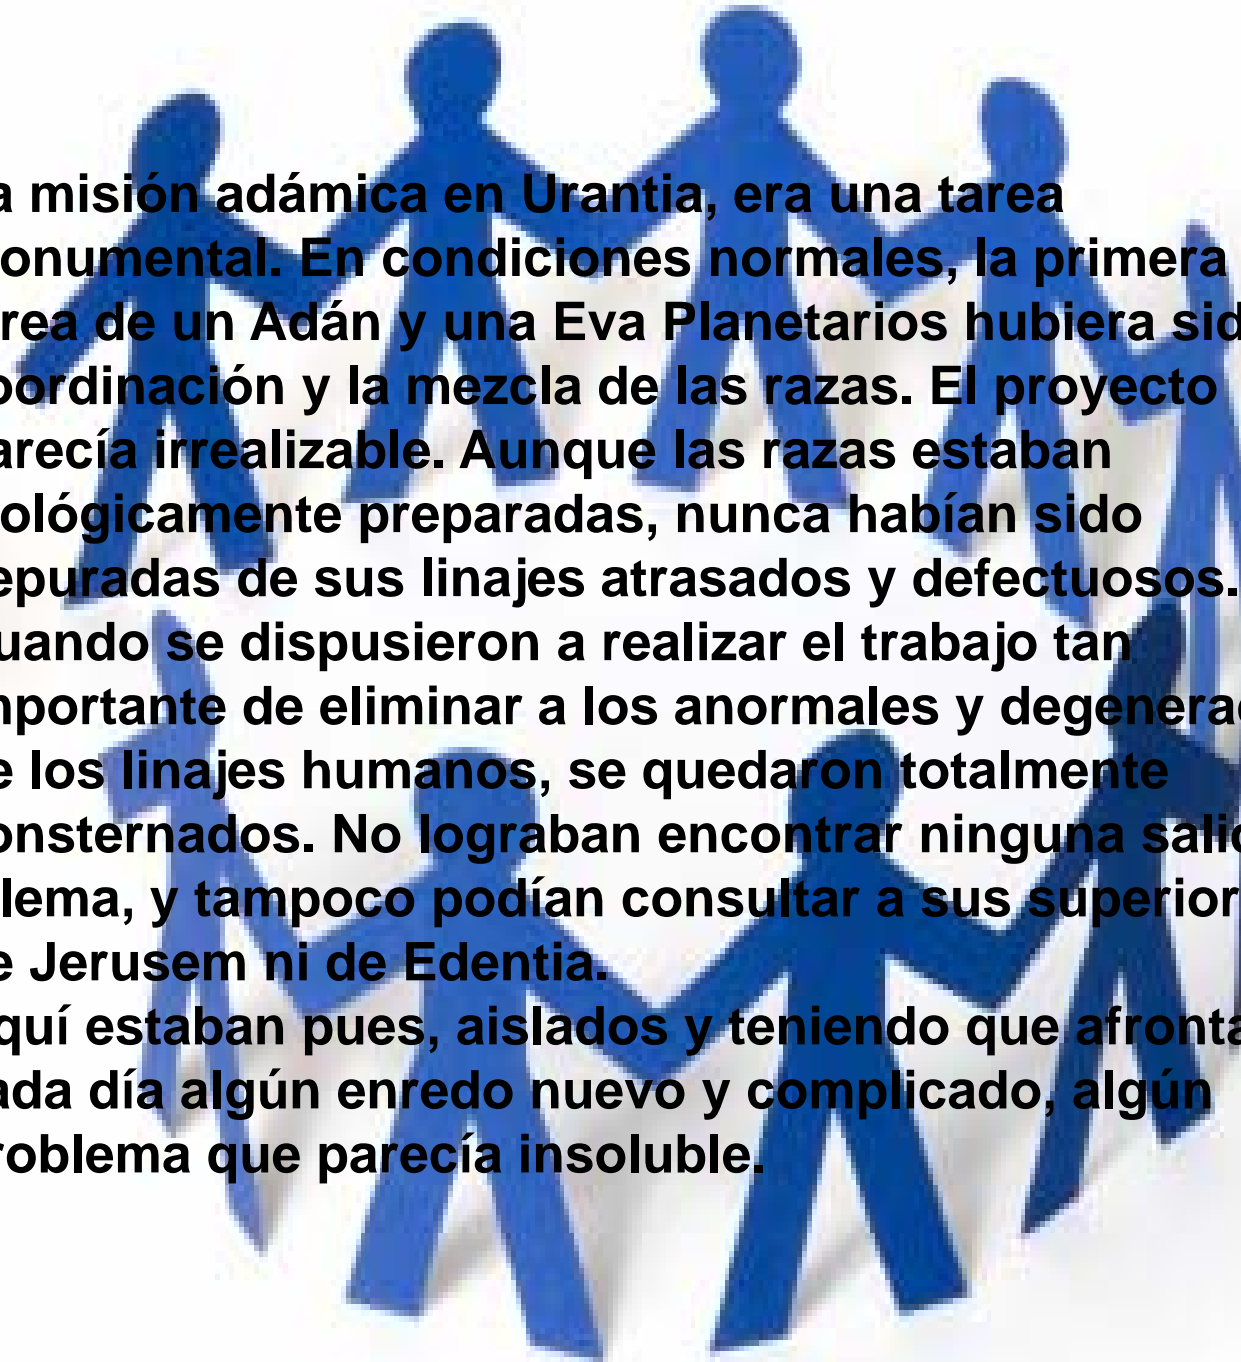 a misión adámica en Urantia, era una tarea
onumental. En condiciones normales, la primera
rea de un Adán y una Eva Planetarios hubiera sid
oordinación y la mezcla de las razas. El proyecto
arecía irrealizable. Aunque las razas estaban
ológicamente preparadas, nunca habían sido
epuradas de sus linajes atrasados y defectuosos.
uando se dispusieron a realizar el trabajo tan
mportante de eliminar a los anormales y degenerad
e los linajes humanos, se quedaron totalmente
onsternados. No lograban encontrar ninguna salid
lema, y tampoco podían consultar a sus superior
e Jerusem ni de Edentia.
quí estaban pues, aislados y teniendo que afronta
ada día algún enredo nuevo y complicado, algún
roblema que parecía insoluble.